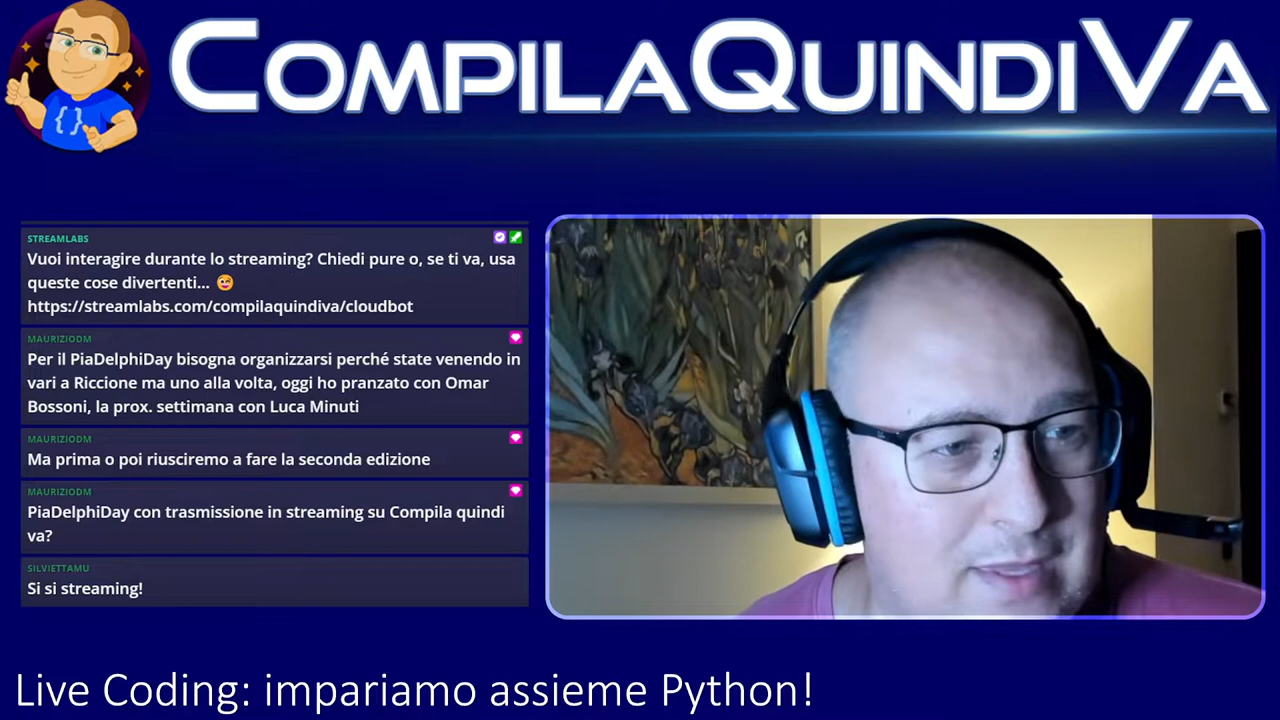 COMPILAQUINDIVA
{ }
STREAMLABS
Vuoi interagire durante lo streaming? Chiedi pure o, se ti va, usa
queste cose divertenti... 😅
https://streamlabs.com/compilaquindiva/cloudbot
MAURIZIODM
Per il PiaDelphiDay bisogna organizzarsi perché state venendo in
vari a Riccione ma uno alla volta, oggi ho pranzato con Omar
Bossoni, la prox. settimana con Luca Minuti
MAURIZIODM
Ma prima o poi riusciremo a fare la seconda edizione
MAURIZIODM
PiaDelphiDay con trasmissione in streaming su Compila quindi
va?
SILVIETTAMU
Si si streaming!
Live Coding: impariamo assieme Python!